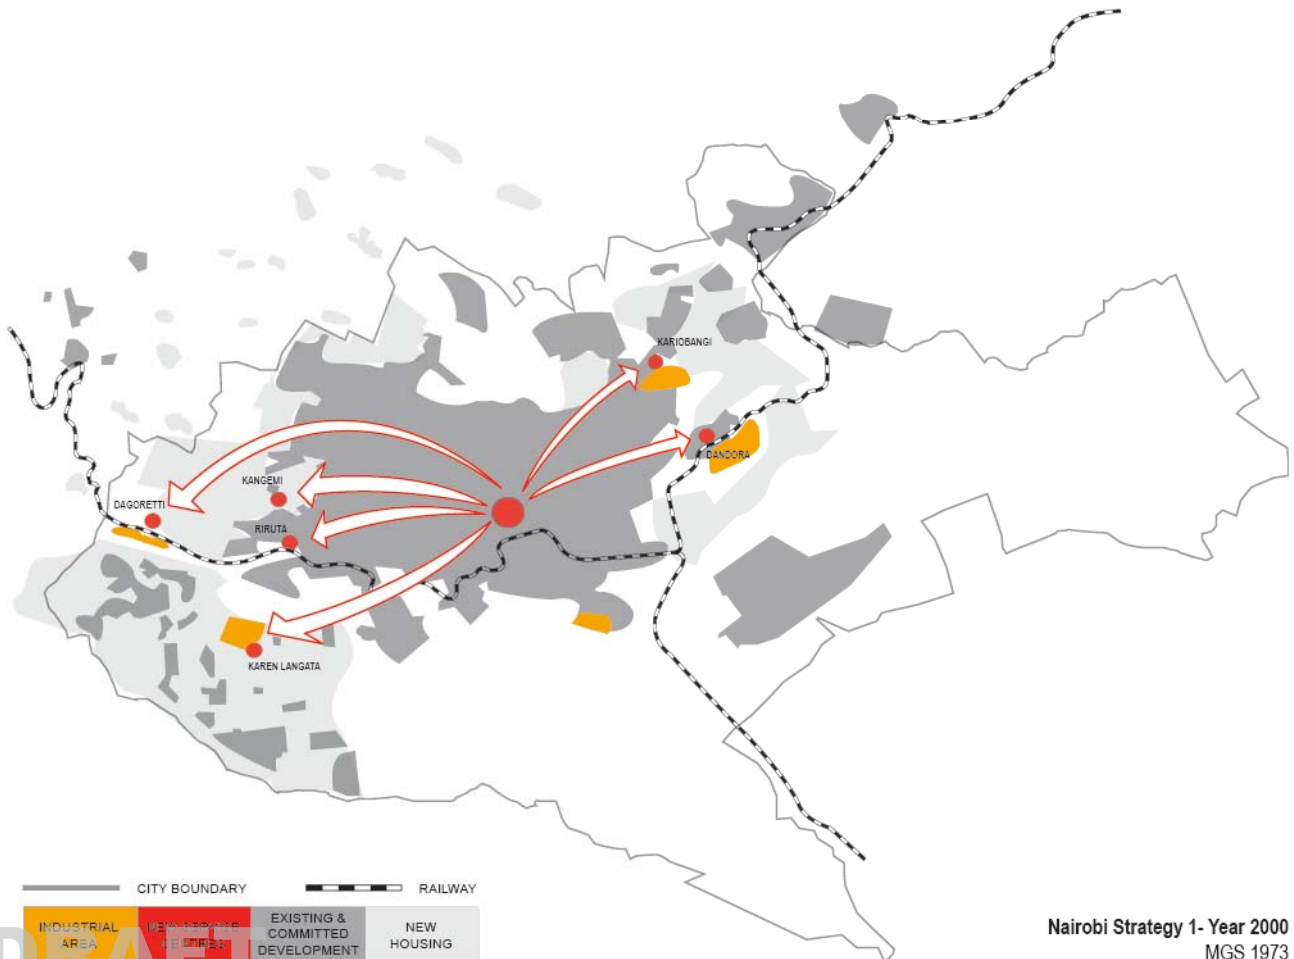 KARIOBANGI
DANDORA
KANGEMI
DAGORETTI
RIRUTA
KAREN LANGATA
CITY BOUNDARY
RAILWAY
INDUSTRIAL
AREA
EXISTING &
COMMITTED
DEVELOPMENT
NEW
HOUSING
DRAFT
Nairobi Strategy 1- Year 2000
MGS 1973